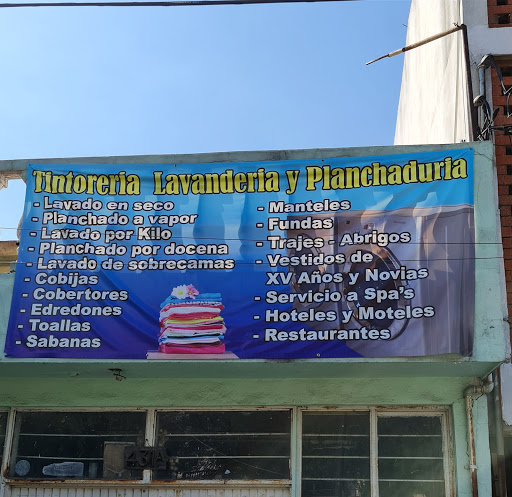 Tintoreria Lavanderia y Planchaduria
- Lavado en seco
- Planchado a vapor
- Lavado por Kilo
- Planchado por docena
- Lavado de sobrecamas
- Cobijas
- Cobertores
- Edredones
- Toallas
- Sabanas
- Manteles
- Fundas
- Trajes - Abrigos
- Vestidos de
XV Años y Novias
- Servicio a Spa's
- Hoteles y Moteles
- Restaurantes